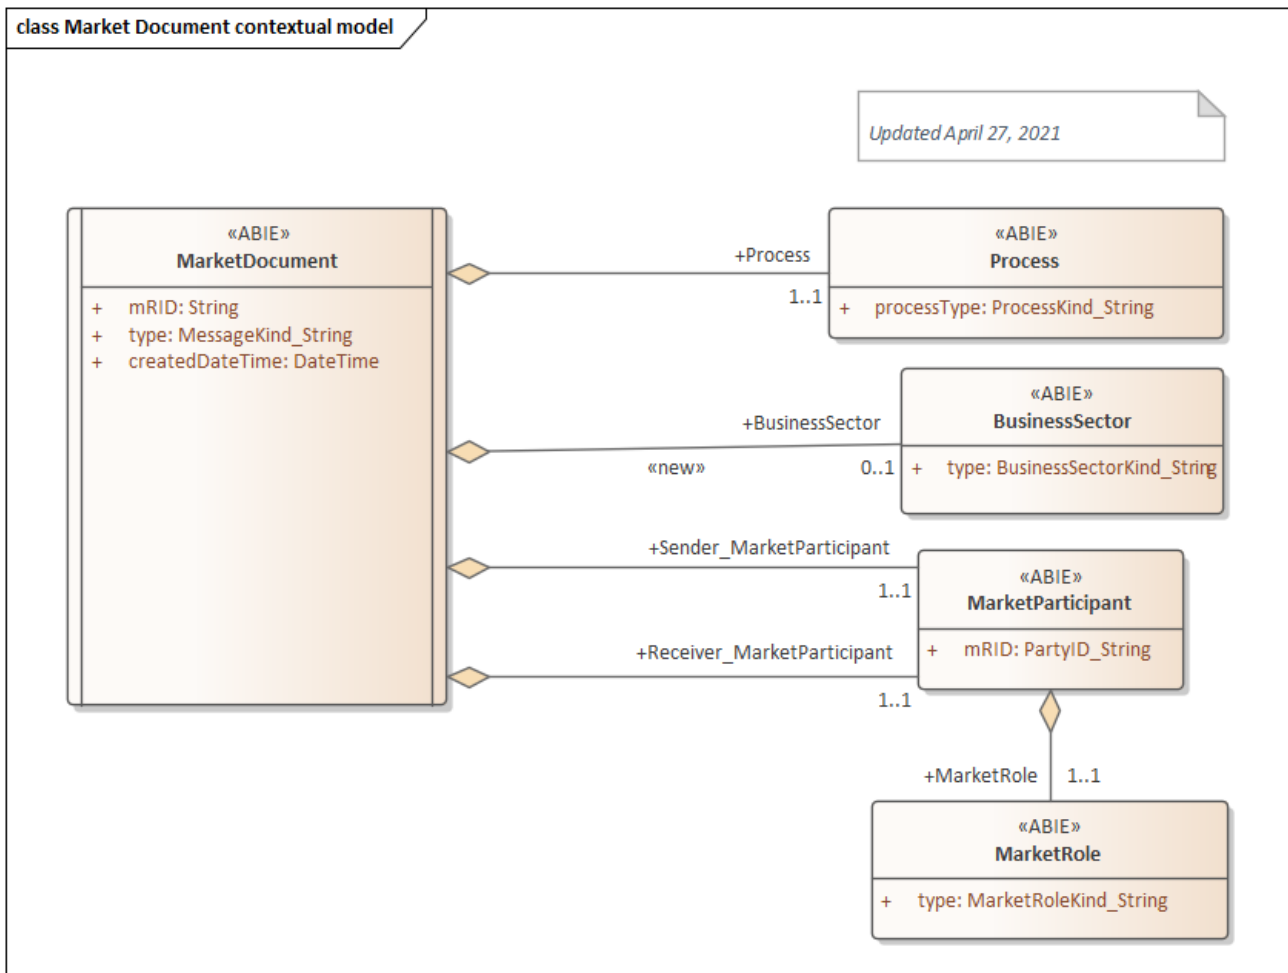 class Market Document contextual model
Updated April 27, 2021
«ABIE»
MarketDocument
+ mRID: String
+ type: MessageKind_String
+ createdDateTime: DateTime
+Process
1..1
«ABIE»
Process
+ processType: ProcessKind_String
+BusinessSector
«new»
0..1
«ABIE»
BusinessSector
+ type: BusinessSectorKind_String
+Sender_MarketParticipant
1..1
+Receiver_MarketParticipant
1..1
«ABIE»
MarketParticipant
+ mRID: PartyID_String
+MarketRole 1..1
«ABIE»
MarketRole
+ type: MarketRoleKind_String